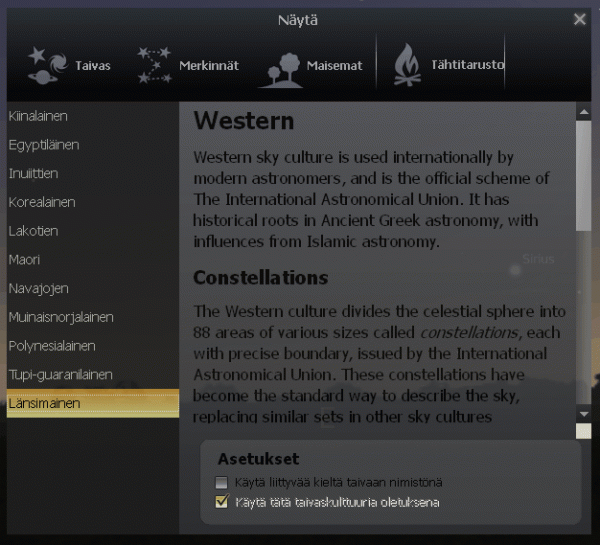 Näytä
Taivas
Merkinnät
Maisemat
Tähtitarusto
Kiinalainen
Egyptiläinen
Inuiittien
Korealainen
Lakotien
Maori
Navajojen
Muinaisnorjalainen
Polynesialainen
Tupi-guaranilainen
Länsimainen
Western
Western sky culture is used internationally by
modern astronomers, and is the official scheme of
The International Astronomical Union. It has
historical roots in Ancient Greek astronomy, with
influences from Islamic astronomy.
Sirius
Constellations
The Western culture divides the celestial sphere into
88 areas of various sizes called constellations, each
with precise boundary, issued by the International
Astronomical Union. These constellations have
become the standard way to describe the sky,
replacing similar sets in other sky cultures
Asetukset
Käytä liittyvää kieltä taivaan nimistönä
Käytä tätä taivaskulttuuria oletuksena